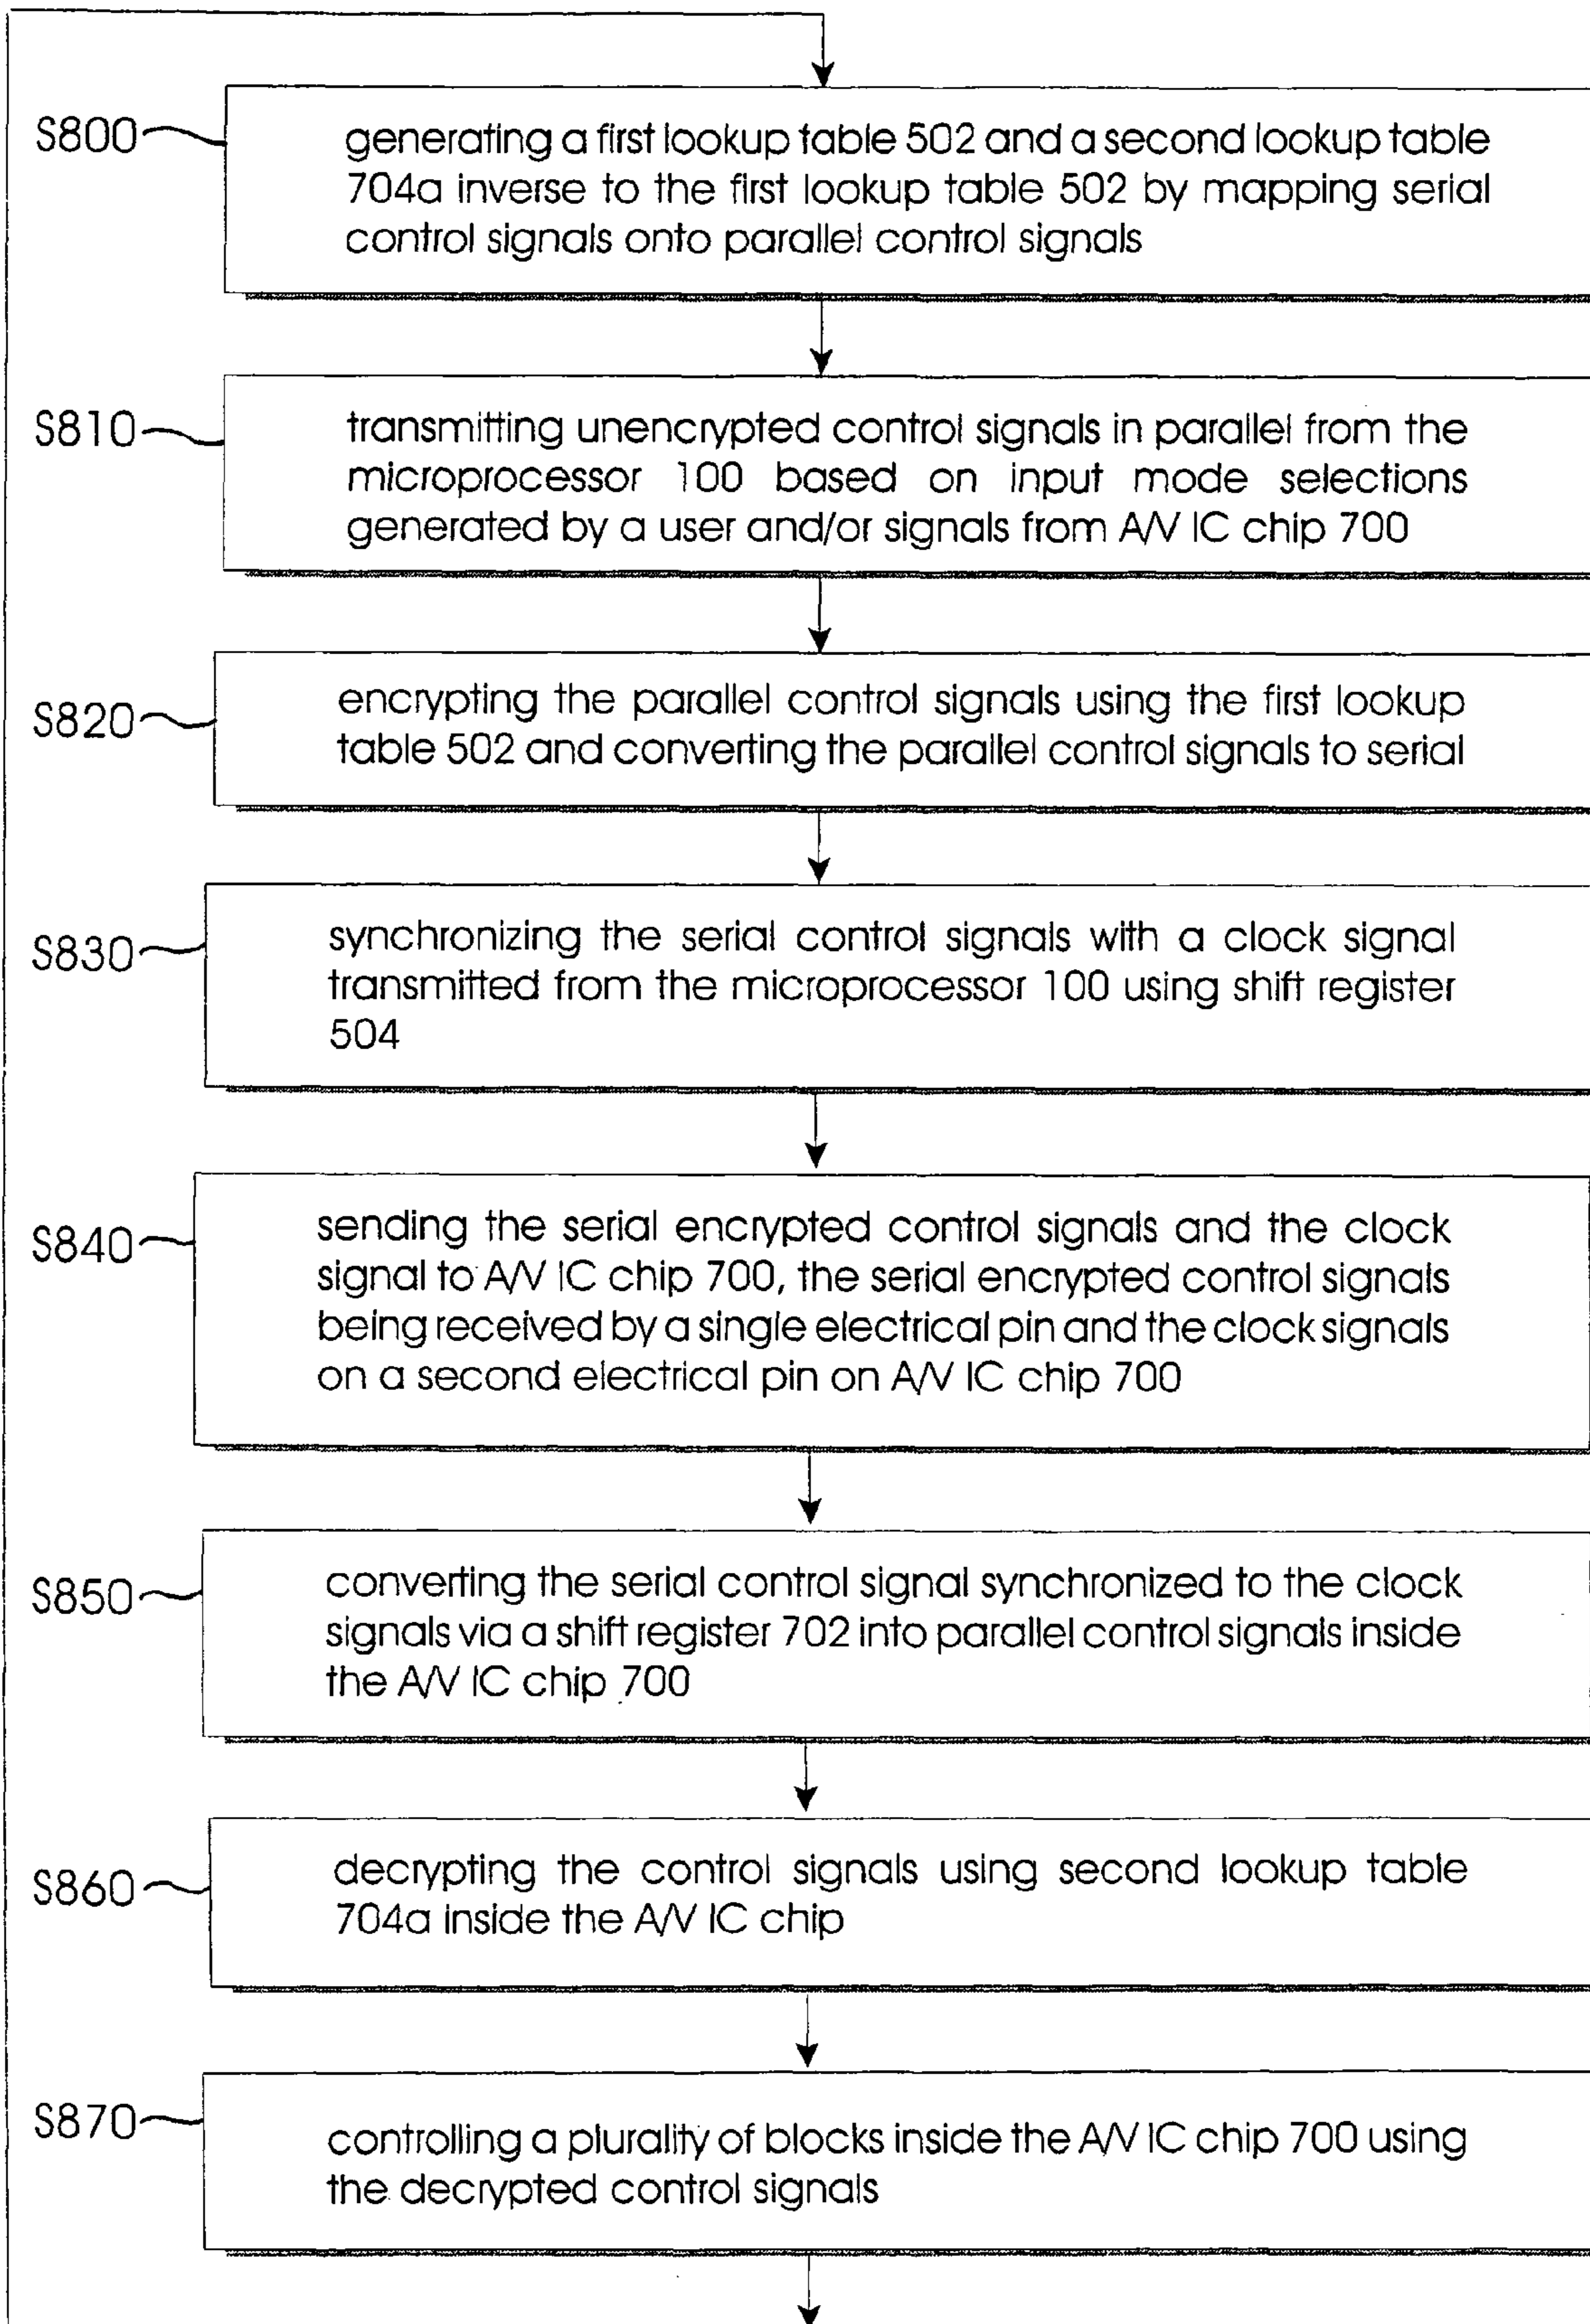 S800
generating a first lookup table 502 and a second lookup table
704a inverse to the first lookup table 502 by mapping serial
control signals onto parallel control signals
S810
transmitting unencrypted control signals in parallel from the
microprocessor 100 based on input mode selections
generated by a user and/or signals from A/V IC chip 700
S820
encrypting the parallel control signals using the first lookup
table 502 and converting the parallel control signals to serial
S830
synchronizing the serial control signals with a clock signal
transmitted from the microprocessor 100 using shift register
504
S840
sending the serial encrypted control signals and the clock
signal to A/V IC chip 700, the serial encrypted control signals
being received by a single electrical pin and the clock signals
on a second electrical pin on A/V IC chip 700
S850
converting the serial control signal synchronized to the clock
signals via a shift register 702 into parallel control signals inside
the A/V IC chip 700
S860
decrypting the control signals using second lookup table
704a inside the A/V IC chip
S870
controlling a plurality of blocks inside the A/V IC chip 700 using
the decrypted control signals